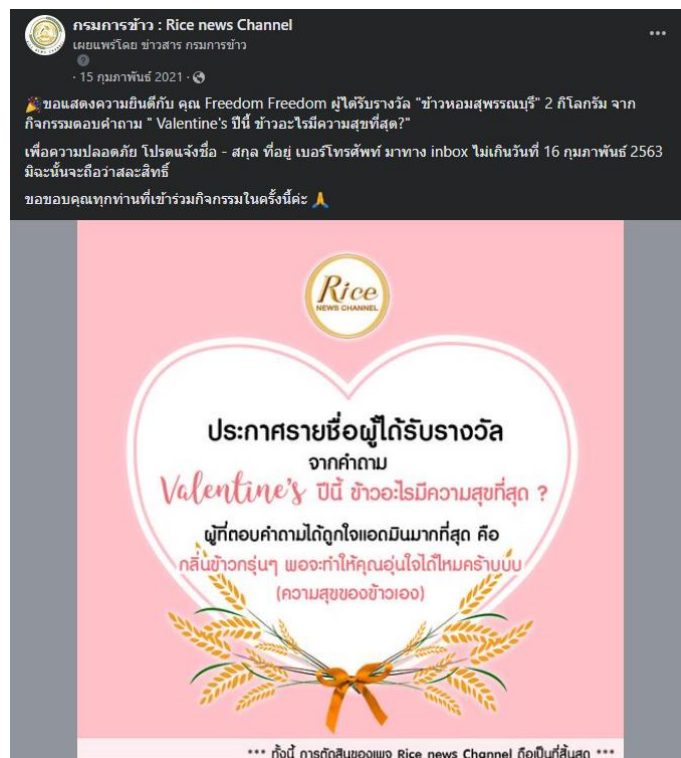 กรมการข้าว : Rice news Channel
เผยแพร่โดย ข่าวสาร กรมการข้าว
· 15 กุมภาพันธ์ 2021 ·
ขอแสดงความยินดีกับ คุณ Freedom Freedom ผู้ได้รับรางวัล "ข้าวหอมสุพรรณบุรี" 2 กิโลกรัม จาก
กิจกรรมตอบคำถาม " Valentine's ปีนี้ ข้าวอะไรมีความสุขที่สุด?"
เพื่อความปลอดภัย โปรดแจ้งชื่อ - สกุล ที่อยู่ เบอร์โทรศัพท์ มาทาง inbox ไม่เกินวันที่ 16 กุมภาพันธ์ 2563
มิฉะนั้นจะถือว่าสละสิทธิ์
ขอขอบคุณทุกท่านที่เข้าร่วมกิจกรรมในครั้งนี้ค่ะ 🙏
Rice
NEWS CHANNEL
ประกาศรายชื่อผู้ได้รับรางวัล
จากคำถาม
Valentine's ปีนี้ ข้าวอะไรมีความสุขที่สุด ?
ผู้ที่ตอบคำถามได้ถูกใจแอดมินมากที่สุด คือ
กลิ่นข้าวกรุ่นๆ พอจะทำให้คุณอุ่นใจได้ไหมคร้าบบบ
(ความสุขของข้าวเอง)
*** ทั้งนี้ การตัดสินของเพจ Rice news Channel ถือเป็นที่สิ้นสุด ***